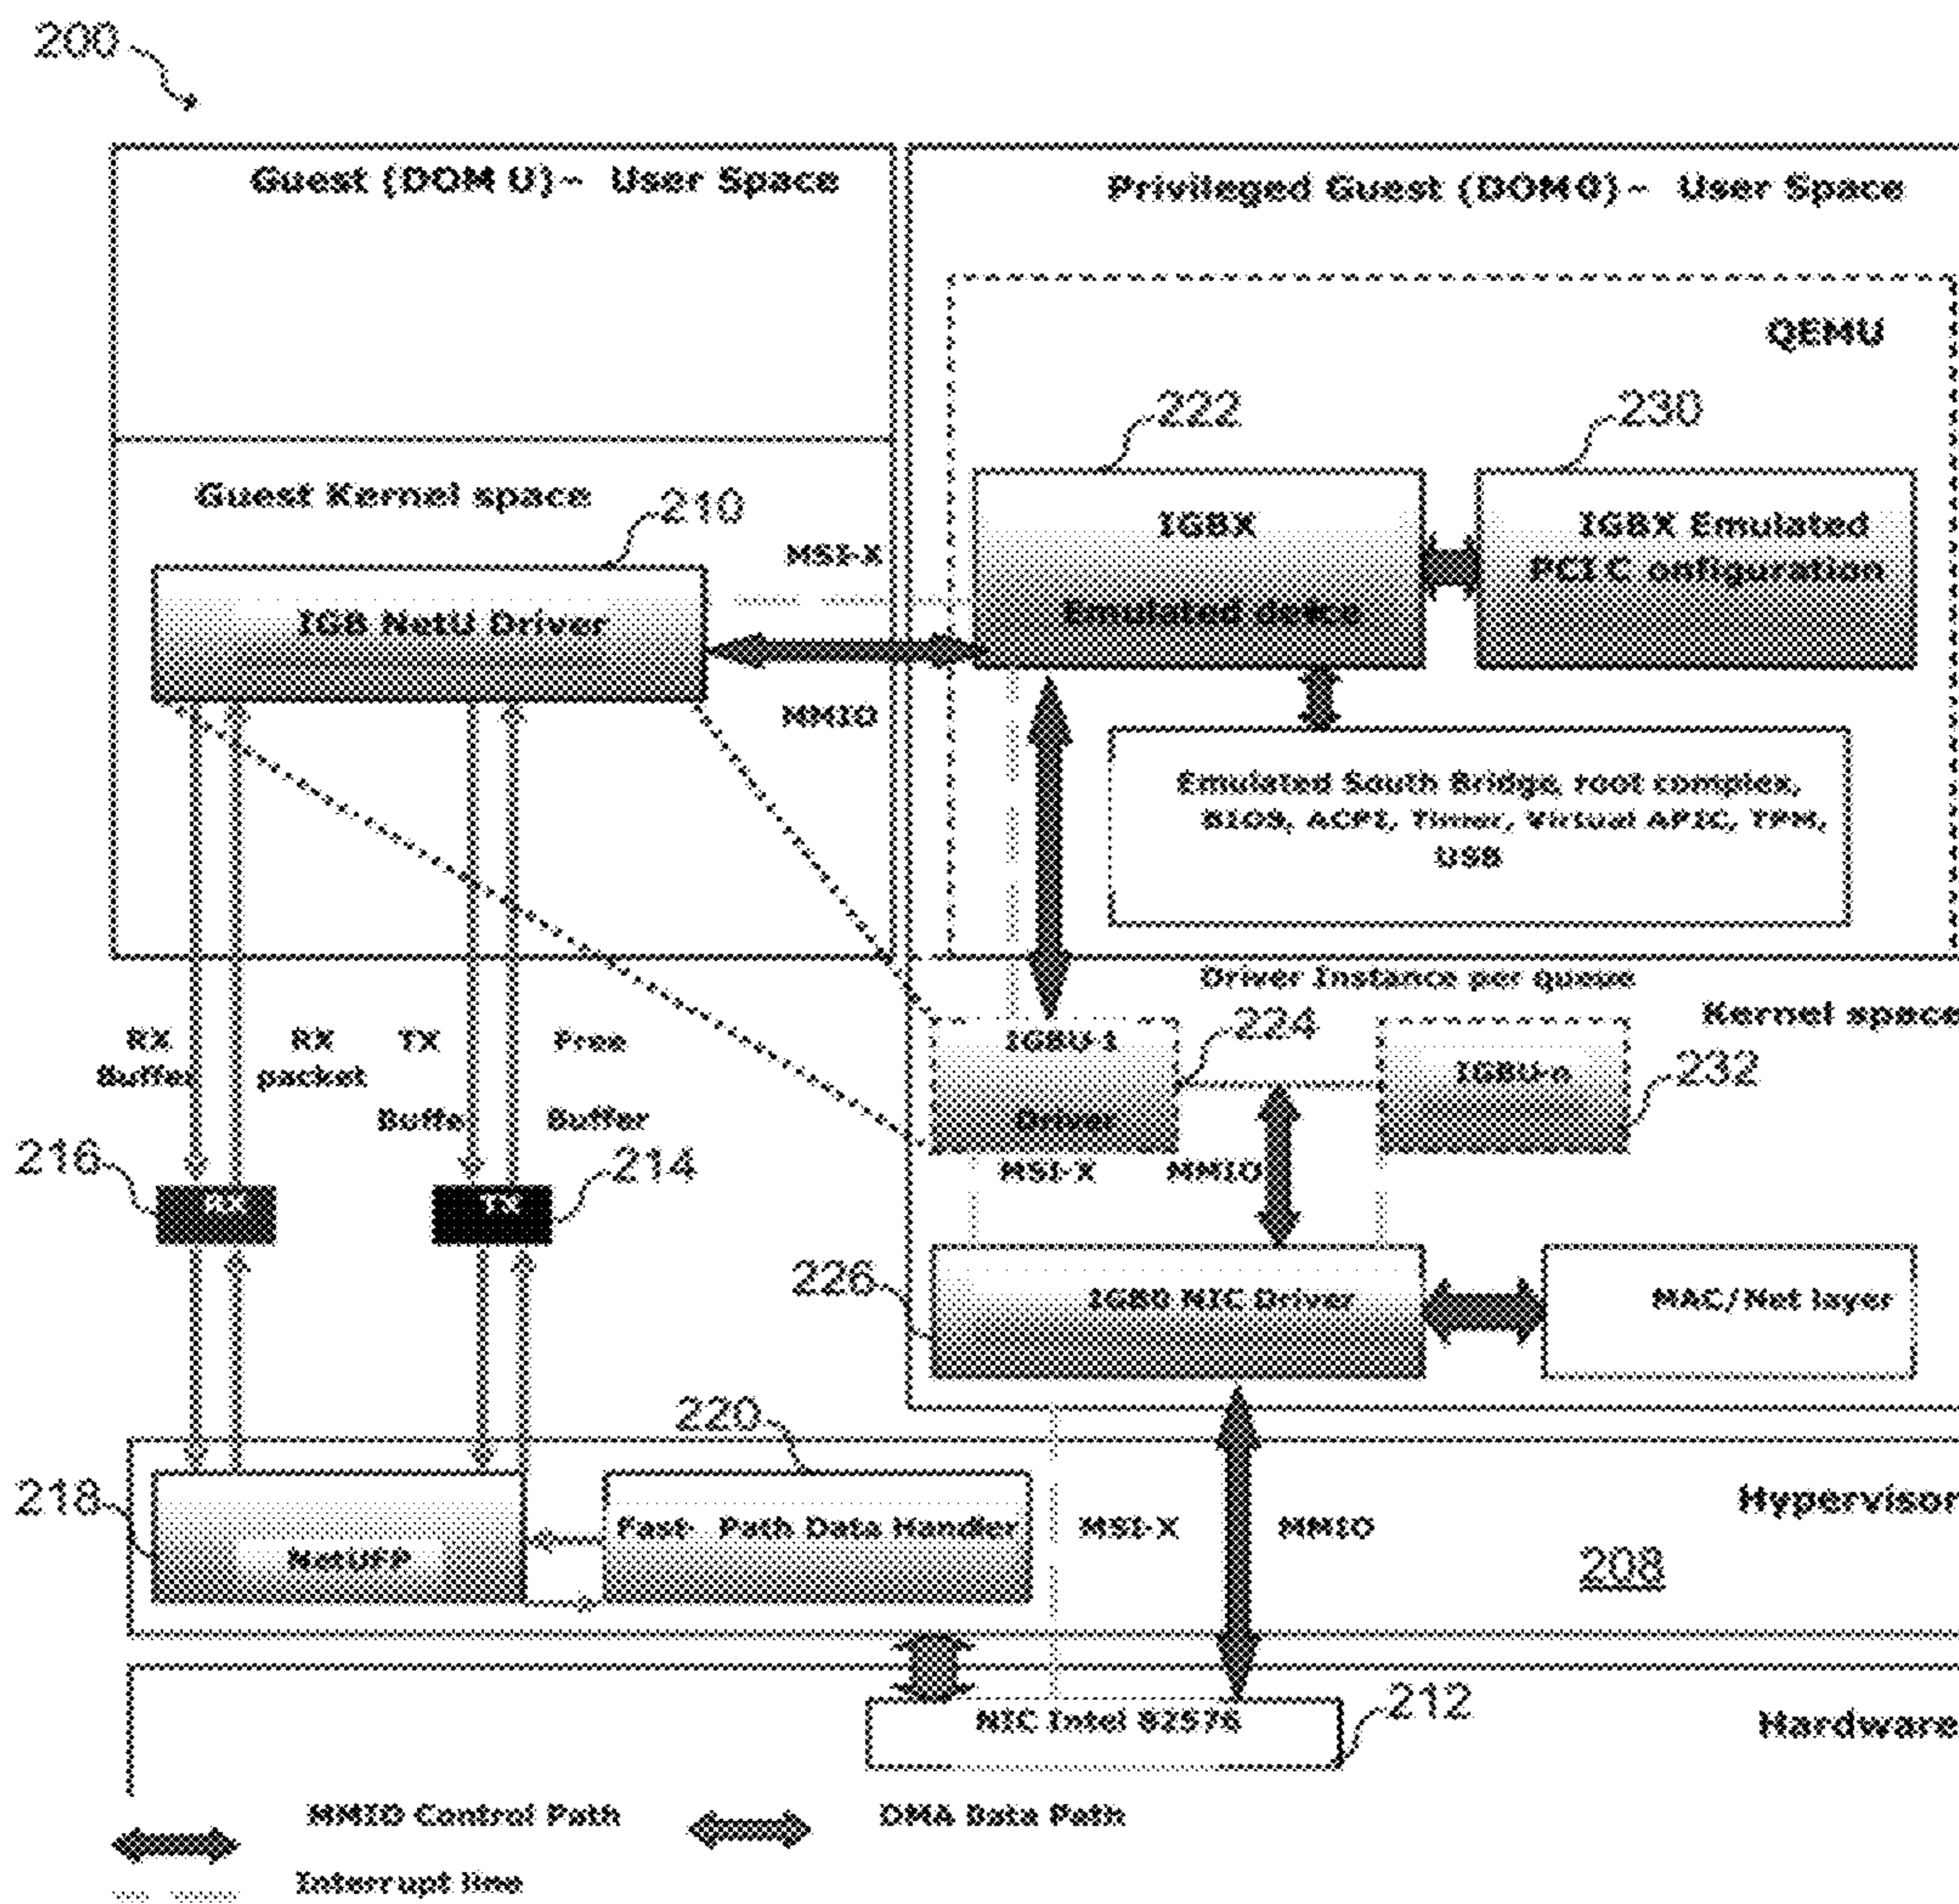 200
Guest (DOM U)~ User Space
Privileged Guest (DOM0)~ User Space
QEMU
222
230
Guest Kernel space
210
IGBX
Emulated device
IGBX Emulated
PCI C onfiguration
MSI-X
IGB NetU Driver
MMIO
Emulated South Bridge, root complex,
BIOS, ACPI, Timer, Virtual APIC, TPM,
USB
Driver Instance per queue
Kernel space
RX
Buffer
RX
packet
TX
Buffe
Free
Buffer
IGBU-1
Driver
224
IGBU-n
232
216
RX
TX
214
MSI-X
MMIO
226
IGB0 NIC Driver
MAC/Net layer
220
218
NetUFP
Fast- Path Data Handler
MSI-X
MMIO
Hypervisor
208
NIC Intel 82576
212
Hardware
MMIO Control Path
DMA Data Path
Interrupt line